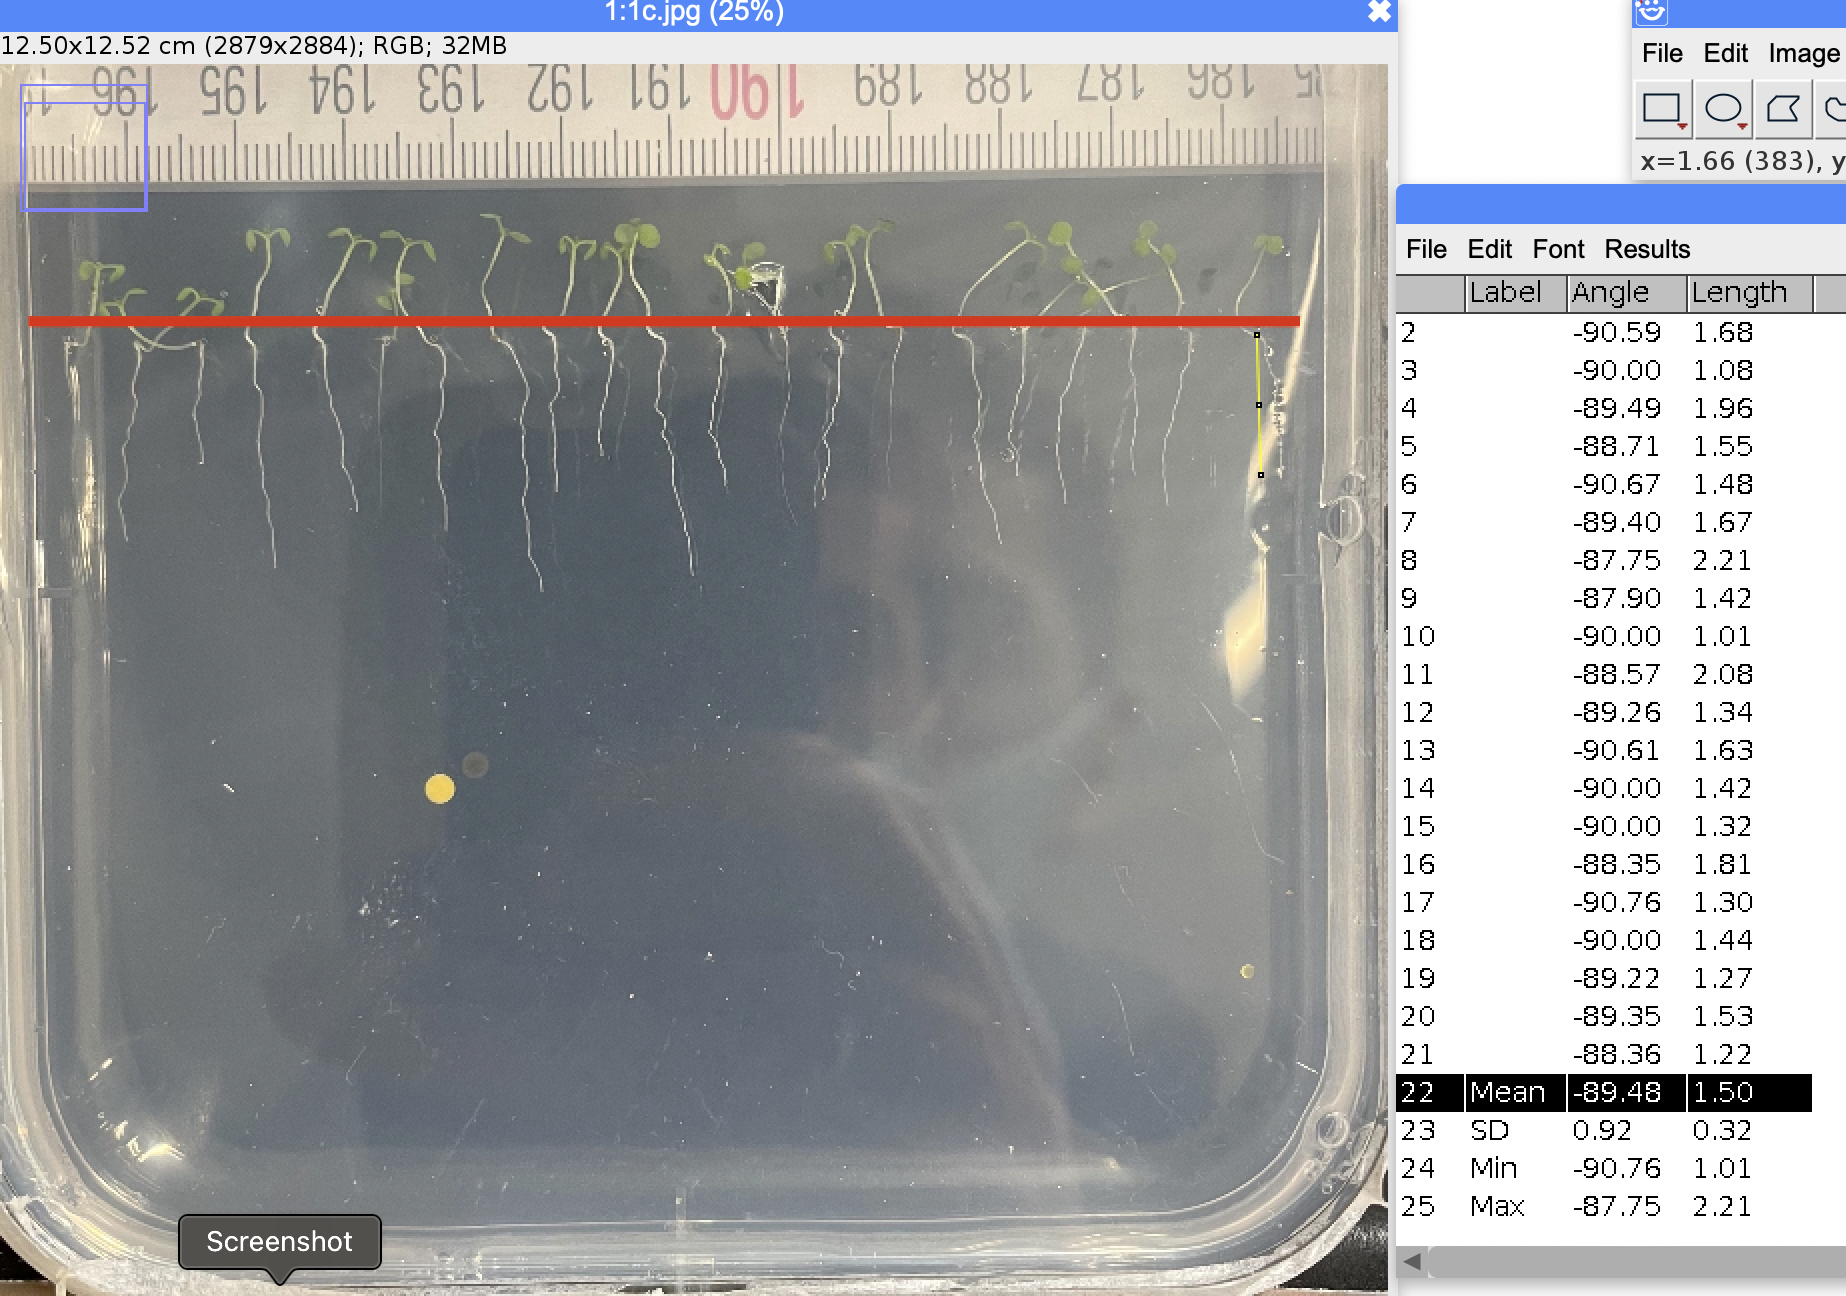 1:1c.jpg (25%)
12.50x12.52 cm (2879x2884); RGB; 32MB
196 195 194 193 192 191 190 189 188 187 186
Screenshot
File Edit Image
x=1.66 (383), y
File Edit Font Results
Label Angle Length
2 -90.59 1.68
3 -90.00 1.08
4 -89.49 1.96
5 -88.71 1.55
6 -90.67 1.48
7 -89.40 1.67
8 -87.75 2.21
9 -87.90 1.42
10 -90.00 1.01
11 -88.57 2.08
12 -89.26 1.34
13 -90.61 1.63
14 -90.00 1.42
15 -90.00 1.32
16 -88.35 1.81
17 -90.76 1.30
18 -90.00 1.44
19 -89.22 1.27
20 -89.35 1.53
21 -88.36 1.22
22 Mean -89.48 1.50
23 SD 0.92 0.32
24 Min -90.76 1.01
25 Max -87.75 2.21